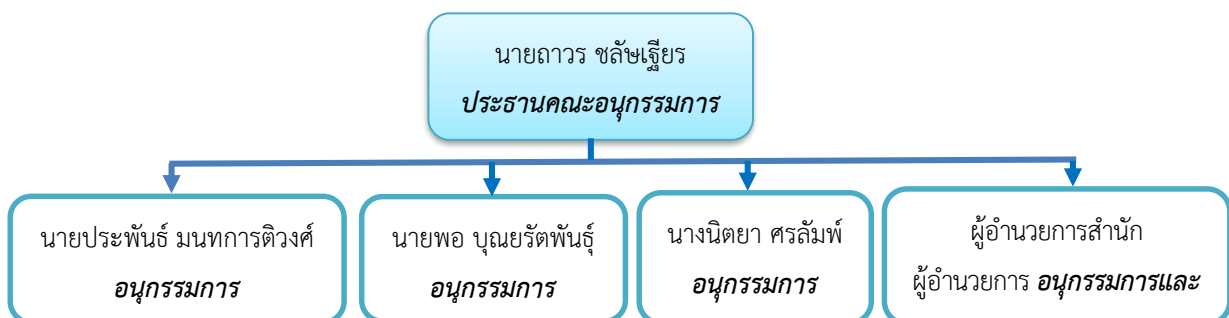 นายถาวร ชลัษเฐียร
ประธานคณะอนุกรรมการ
นายประพันธ์ มนทการติวงศ์
อนุกรรมการ
นายพอ บุณยรัตพันธุ์
อนุกรรมการ
นางนิตยา ศรลัมพ์
อนุกรรมการ
ผู้อำนวยการสำนัก
ผู้อำนวยการ อนุกรรมการและ